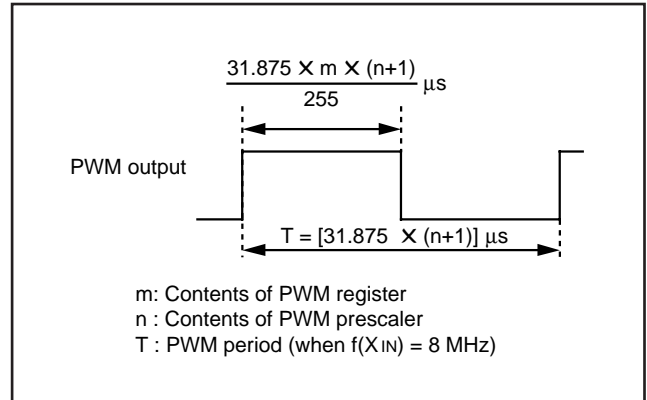 31.875 X m X (n+1)
255
μs
PWM output
T = [31.875 X (n+1)] μs
m: Contents of PWM register
n : Contents of PWM prescaler
T : PWM period (when f(XIN) = 8 MHz)